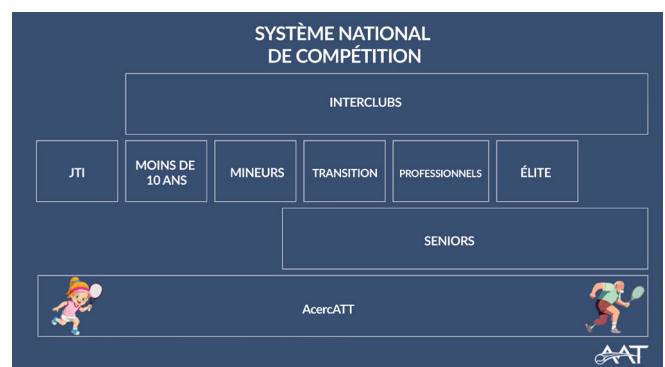 SYSTÈME NATIONAL
DE COMPÉTITION
INTERCLUBS
JTI
MOINS DE
10 ANS
MINEURS
TRANSITION
PROFESSIONNELS
ÉLITE
SENIORS
AcercATT
AAT